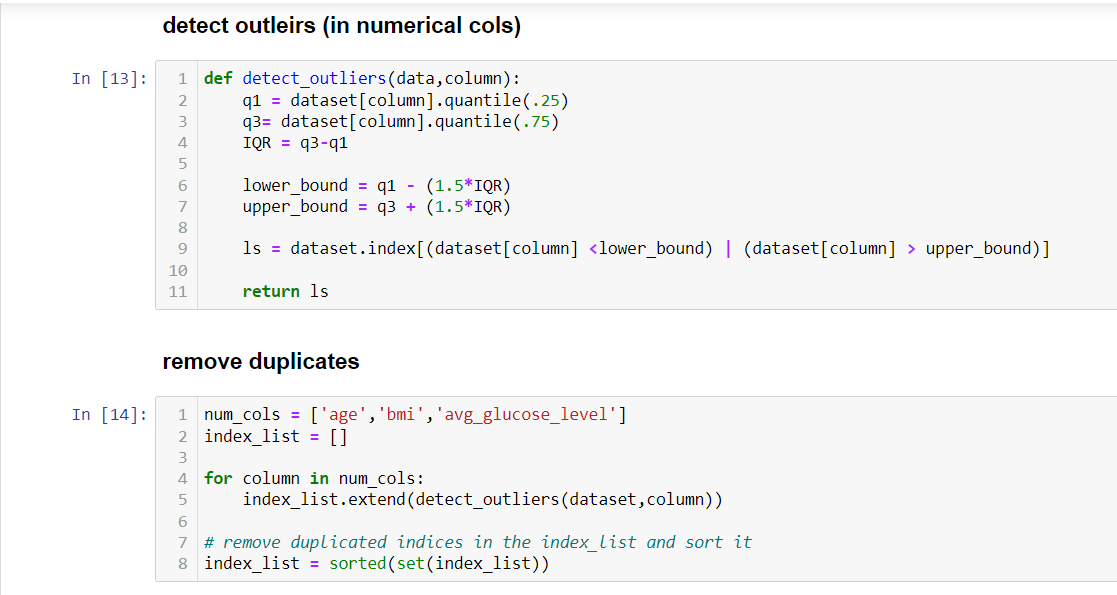 detect outleirs (in numerical cols)
In [13]:
1 def detect_outliers(data,column):
2     q1 = dataset[column].quantile(.25)
3     q3= dataset[column].quantile(.75)
4     IQR = q3-q1
5
6     lower_bound = q1 - (1.5*IQR)
7     upper_bound = q3 + (1.5*IQR)
8
9     ls = dataset.index[(dataset[column] <lower_bound) | (dataset[column] > upper_bound)]
10
11     return ls
remove duplicates
In [14]:
1 num_cols = ['age','bmi','avg_glucose_level']
2 index_list = []
3
4 for column in num_cols:
5     index_list.extend(detect_outliers(dataset,column))
6
7 # remove duplicated indices in the index_list and sort it
8 index_list = sorted(set(index_list))